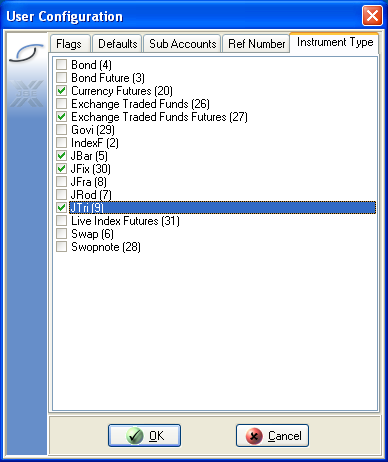 User Configuration
Flags Defaults Sub Accounts Ref Number Instrument Type
Bond (4)
Bond Future (3)
Currency Futures (20)
Exchange Traded Funds (26)
Exchange Traded Funds Futures (27)
Govi (29)
IndexF (2)
JBar (5)
JFix (30)
JFra (8)
JRod (7)
JTri (9)
Live Index Futures (31)
Swap (6)
Swopnote (28)
OK Cancel